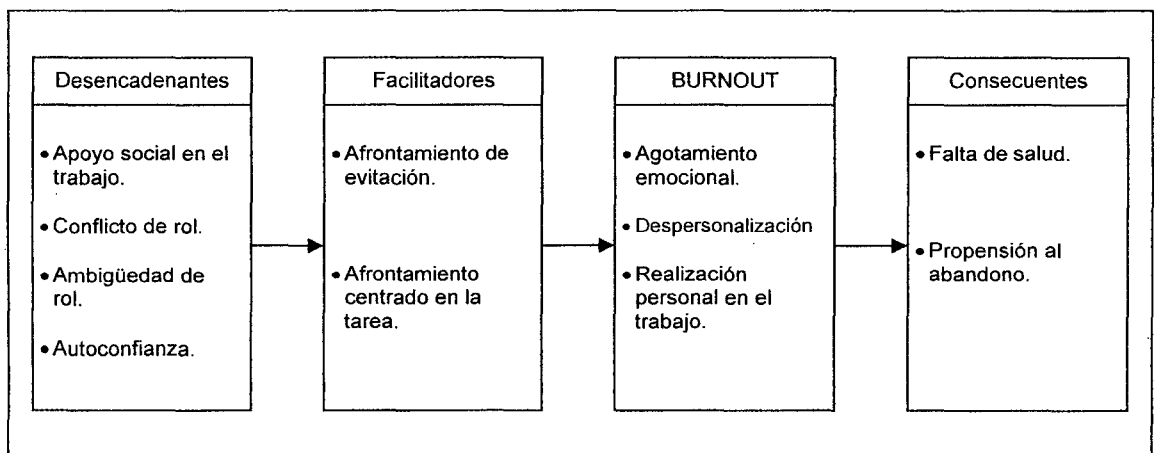 Desencadenantes
• Apoyo social en el
trabajo.
• Conflicto de rol.
• Ambigüedad de
rol.
• Autoconfianza.
Facilitadores
• Afrontamiento de
evitación.
• Afrontamiento
centrado en la
tarea.
BURNOUT
• Agotamiento
emocional.
• Despersonalización
• Realización
personal en el
trabajo.
Consecuentes
• Falta de salud.
• Propensión al
abandono.